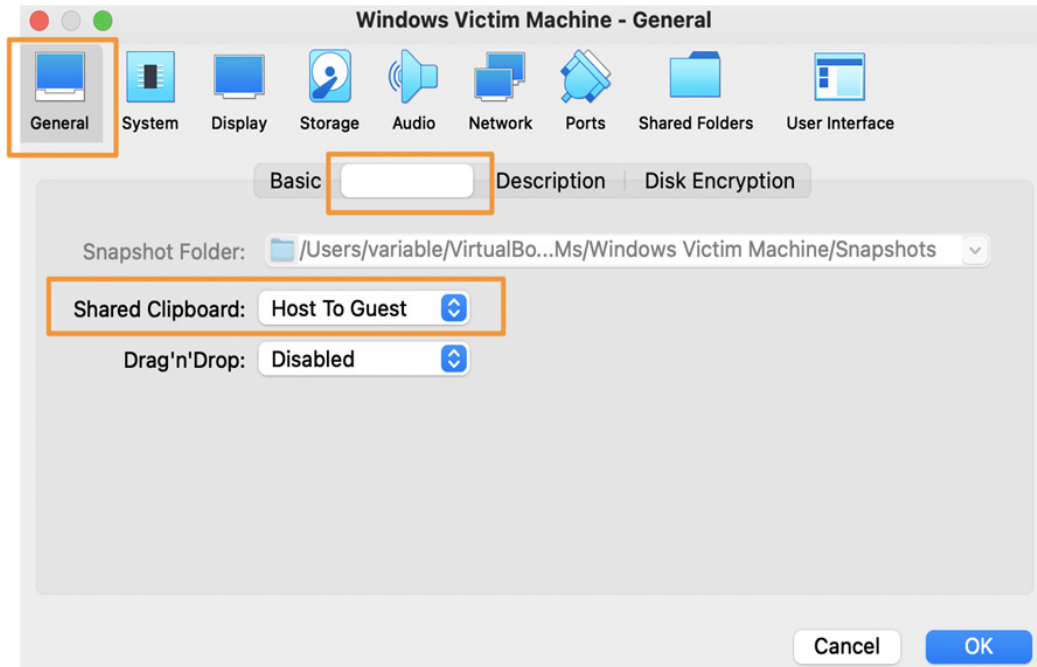 Windows Victim Machine - General
General System Display Storage Audio Network Ports Shared Folders User Interface
Basic Description Disk Encryption
Snapshot Folder: /Users/variable/VirtualBo...Ms/Windows Victim Machine/Snapshots
Shared Clipboard: Host To Guest
Drag'n'Drop: Disabled
Cancel OK